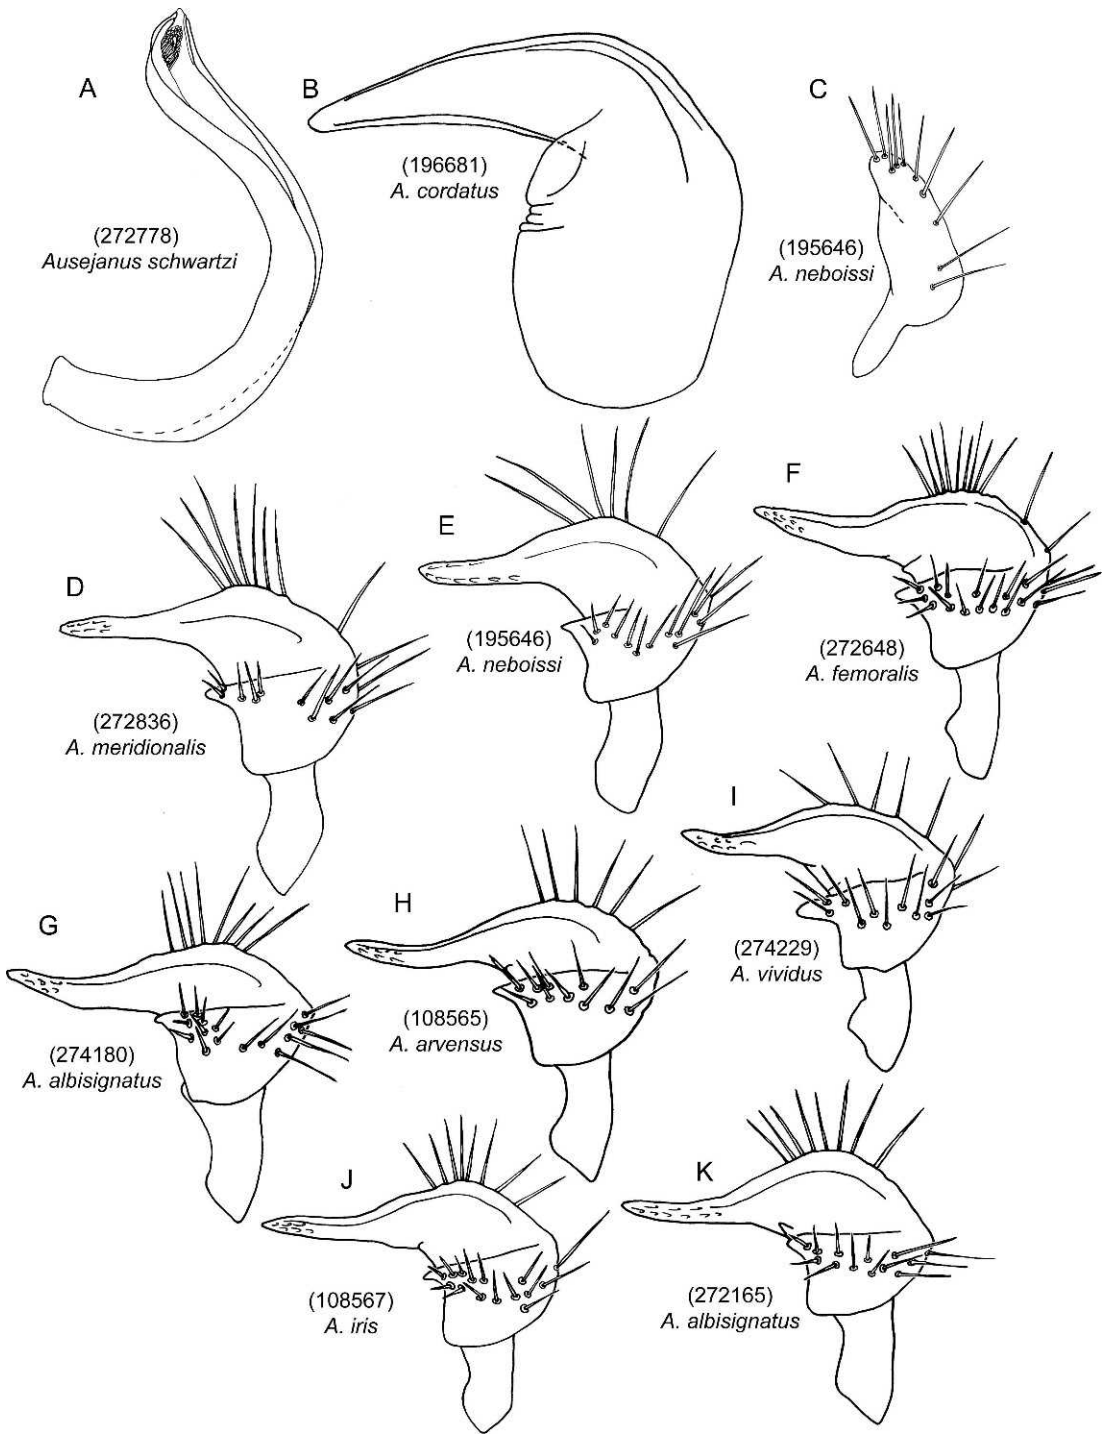 A
(272778)
Ausejanus schwartzi
B
(196681)
A. cordatus
C
(195646)
A. neboissi
D
(272836)
A. meridionalis
E
(195646)
A. neboissi
F
(272648)
A. femoralis
G
(274180)
A. albisignatus
H
(108565)
A. arvensus
I
(274229)
A. vividus
J
(108567)
A. iris
K
(272165)
A. albisignatus